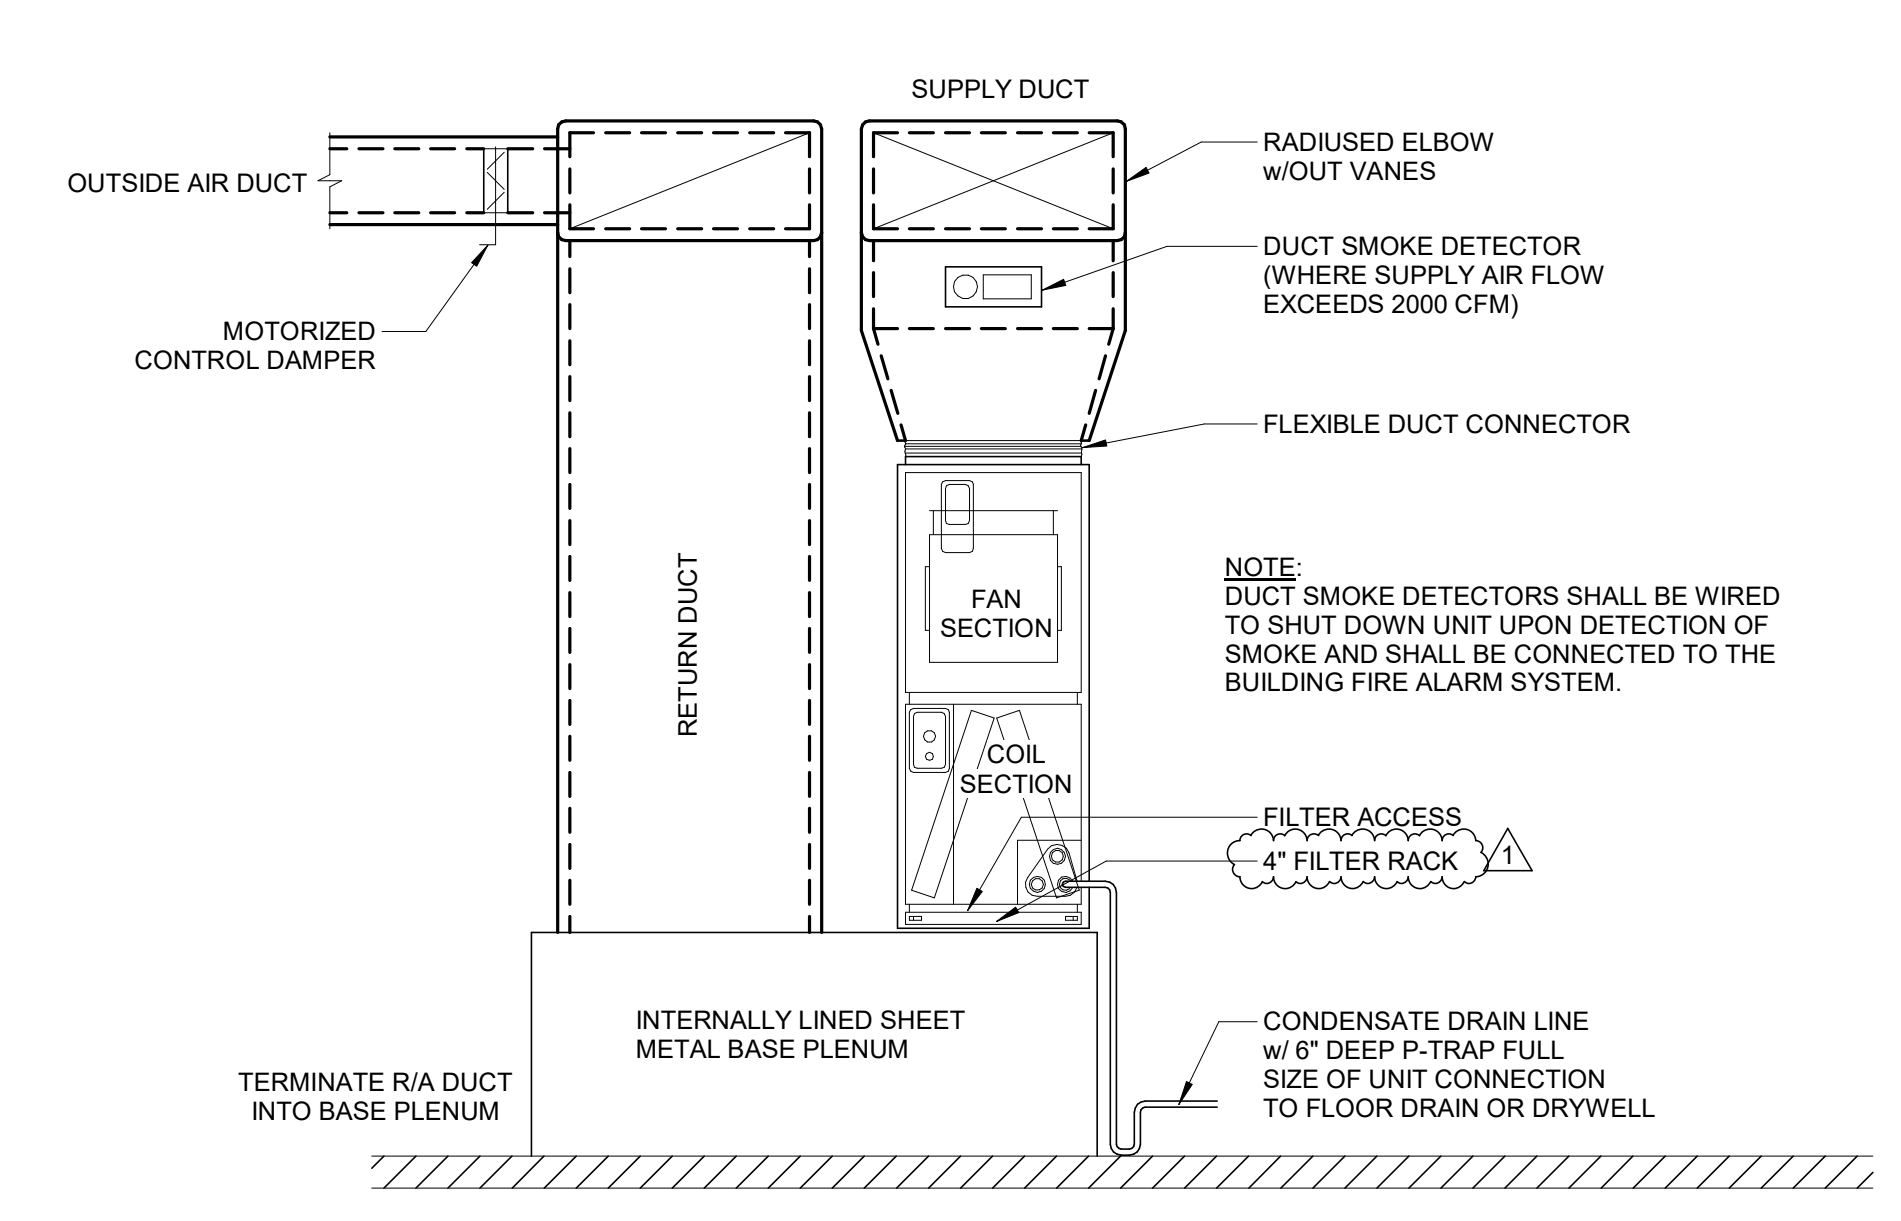 SUPPLY DUCT
RADIUSED ELBOW
w/OUT VANES
OUTSIDE AIR DUCT
DUCT SMOKE DETECTOR
(WHERE SUPPLY AIR FLOW
EXCEEDS 2000 CFM)
MOTORIZED
CONTROL DAMPER
FLEXIBLE DUCT CONNECTOR
RETURN DUCT
FAN
SECTION
NOTE:
DUCT SMOKE DETECTORS SHALL BE WIRED
TO SHUT DOWN UNIT UPON DETECTION OF
SMOKE AND SHALL BE CONNECTED TO THE
BUILDING FIRE ALARM SYSTEM.
COIL
SECTION
FILTER ACCESS
4" FILTER RACK
1
INTERNALLY LINED SHEET
METAL BASE PLENUM
TERMINATE R/A DUCT
INTO BASE PLENUM
CONDENSATE DRAIN LINE
w/ 6" DEEP P-TRAP FULL
SIZE OF UNIT CONNECTION
TO FLOOR DRAIN OR DRYWELL